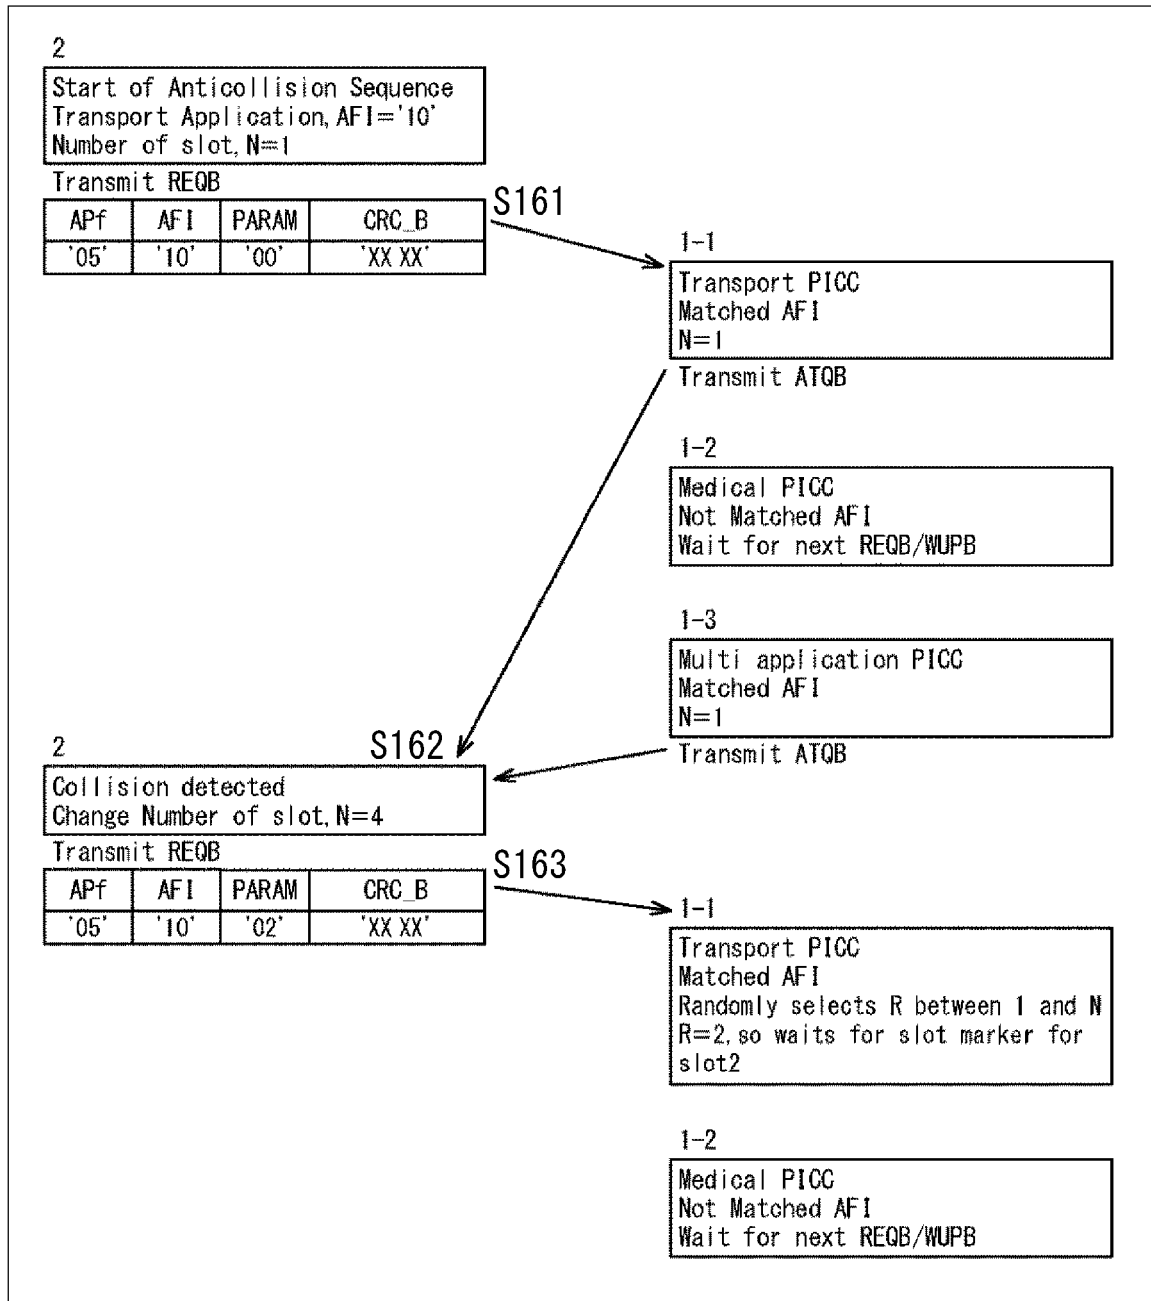 2
Start of Anticollision Sequence
Transport Application, AFI='10'
Number of slot, N=1
Transmit REQB
APf AFI PARAM CRC_B
'05' '10' '00' 'XX XX'
S161
1-1
Transport PICC
Matched AFI
N=1
Transmit ATQB
1-2
Medical PICC
Not Matched AFI
Wait for next REQB/WUPB
1-3
Multi application PICC
Matched AFI
N=1
Transmit ATQB
2
S162
Collision detected
Change Number of slot, N=4
Transmit REQB
APf AFI PARAM CRC_B
'05' '10' '02' 'XX XX'
S163
1-1
Transport PICC
Matched AFI
Randomly selects R between 1 and N
R=2, so waits for slot marker for
slot2
1-2
Medical PICC
Not Matched AFI
Wait for next REQB/WUPB